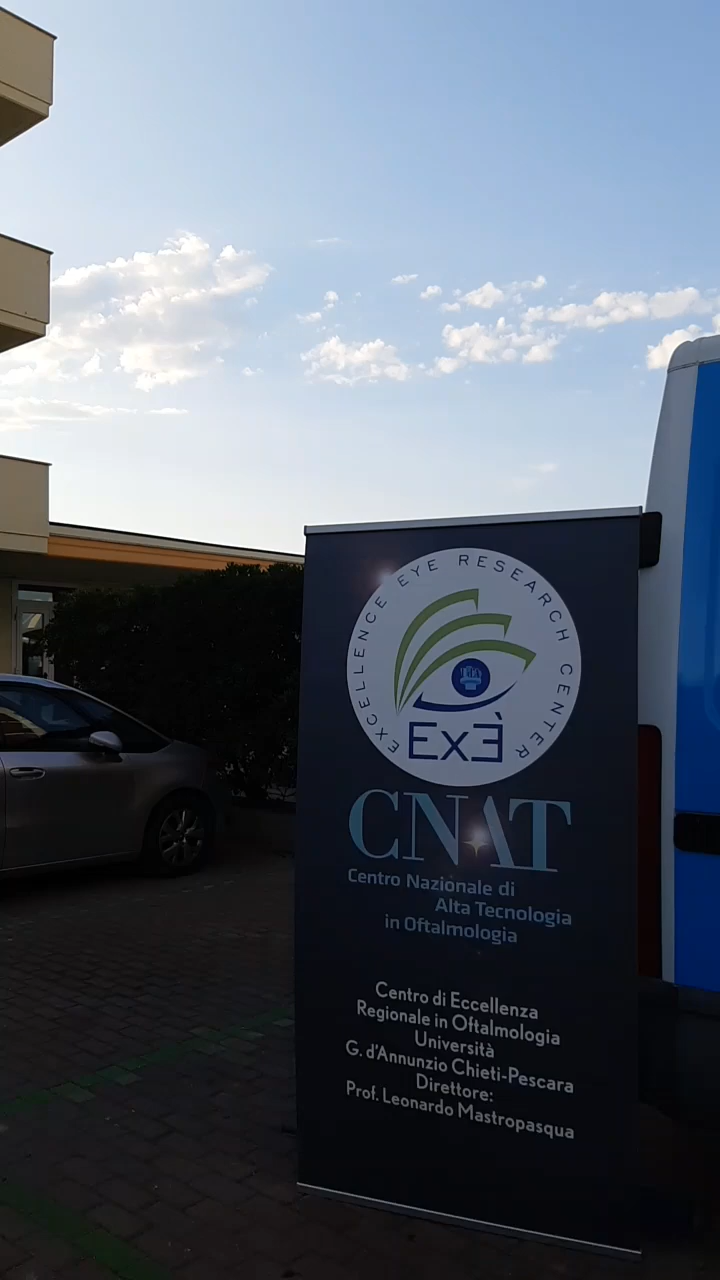 EXCELLENCE EYE RESEARCH CENTER
ExÈ
CNAT
Centro Nazionale di
Alta Tecnologia
in Oftalmologia
Centro di Eccellenza
Regionale in Oftalmologia
Università
G. d'Annunzio Chieti-Pescara
Direttore:
Prof. Leonardo Mastropasqua